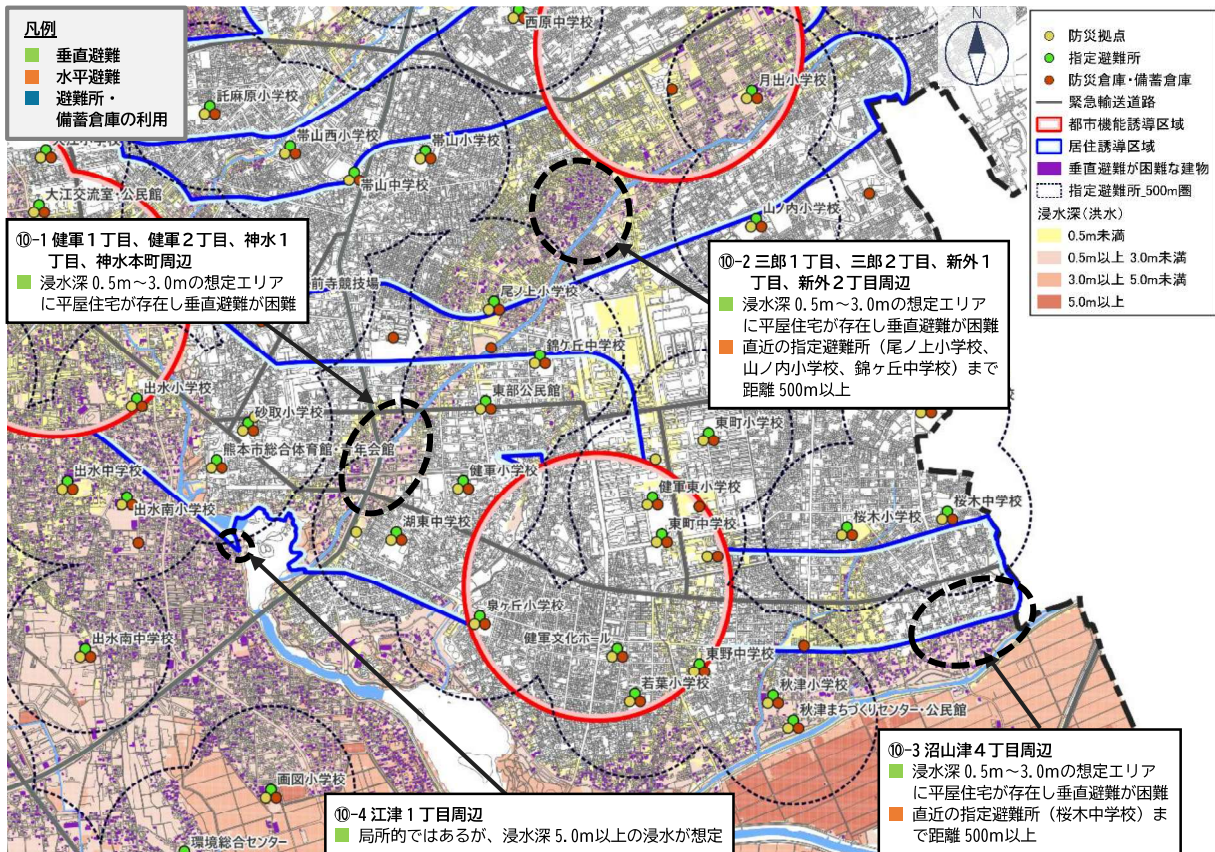 凡例
垂直避難
水平避難
避難所・
備蓄倉庫の利用
防災拠点
指定避難所
防災倉庫・備蓄倉庫
緊急輸送道路
都市機能誘導区域
居住誘導区域
垂直避難が困難な建物
指定避難所_500m圏
浸水深(洪水)
0.5m未満
0.5m以上 3.0m未満
3.0m以上 5.0m未満
5.0m以上
N
西原中学校
託麻原小学校
月出小学校
帯山西小学校
帯山小学校
帯山中学校
大江交流室・公民館
山ノ内小学校
⑩-1 健軍1丁目、健軍2丁目、神水1
丁目、神水本町周辺
浸水深 0.5m～3.0mの想定エリア
に平屋住宅が存在し垂直避難が困難
前寺競技場
尾ノ上小学校
⑩-2 三郎1丁目、三郎2丁目、新外1
丁目、新外2丁目周辺
浸水深 0.5m～3.0mの想定エリア
に平屋住宅が存在し垂直避難が困難
直近の指定避難所（尾ノ上小学校、
山ノ内小学校、錦ヶ丘中学校）まで
距離 500m以上
錦ケ丘中学校
出水小学校
東部公民館
砂取小学校
東町小学校
熊本市総合体育館・
年会館
出水中学校
健軍小学校
健軍東小学校
出水南小学校
湖東中学校
東町中学校
桜木小学校
桜木中学校
泉ヶ丘小学校
出水南中学校
健軍文化ホール
東野中学校
若葉小学校
秋津小学校
秋津まちづくりセンター・公民館
画図小学校
環境総合センター
⑩-3 沼山津4丁目周辺
浸水深 0.5m～3.0mの想定エリア
に平屋住宅が存在し垂直避難が困難
直近の指定避難所（桜木中学校）ま
で距離 500m以上
⑩-4 江津1丁目周辺
局所的ではあるが、浸水深 5.0m以上の浸水が想定